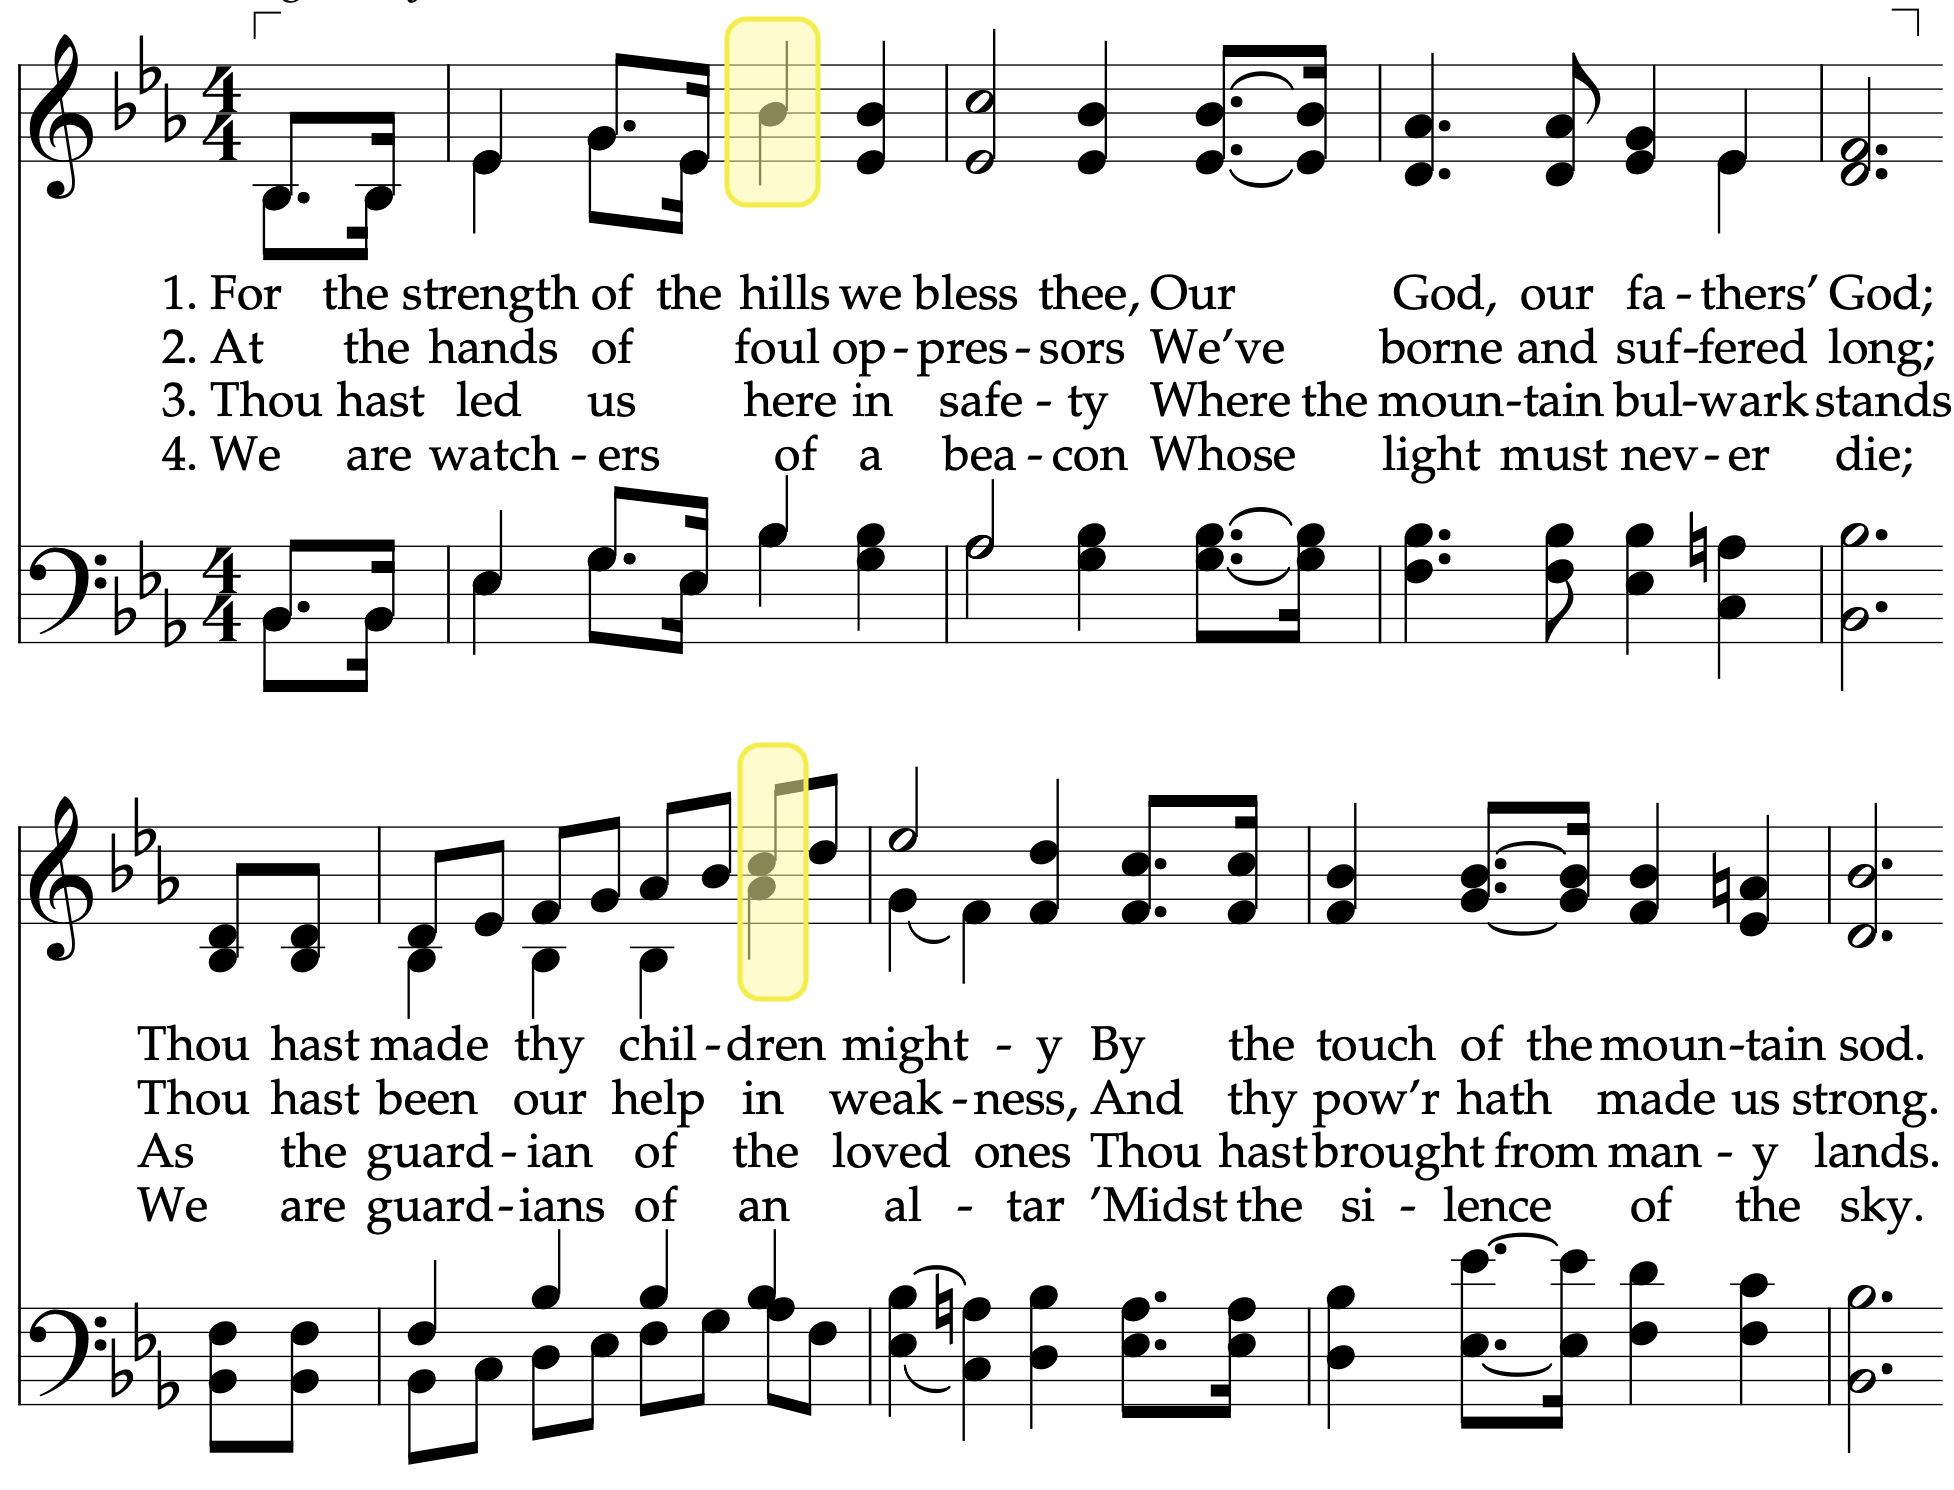 4
4
1. For the strength of the hills we bless thee, Our God, our fa - thers’ God;
2. At the hands of foul op - pres - sors We’ve borne and suf - fered long;
3. Thou hast led us here in safe - ty Where the moun - tain bul - wark stands
4. We are watch - ers of a bea - con Whose light must nev - er die;
4
4
Thou hast made thy chil - dren might - y By the touch of the moun - tain sod.
Thou hast been our help in weak - ness, And thy pow’r hath made us strong.
As the guard - ian of the loved ones Thou hast brought from man - y lands.
We are guard - ians of an al - tar ’Midst the si - lence of the sky.